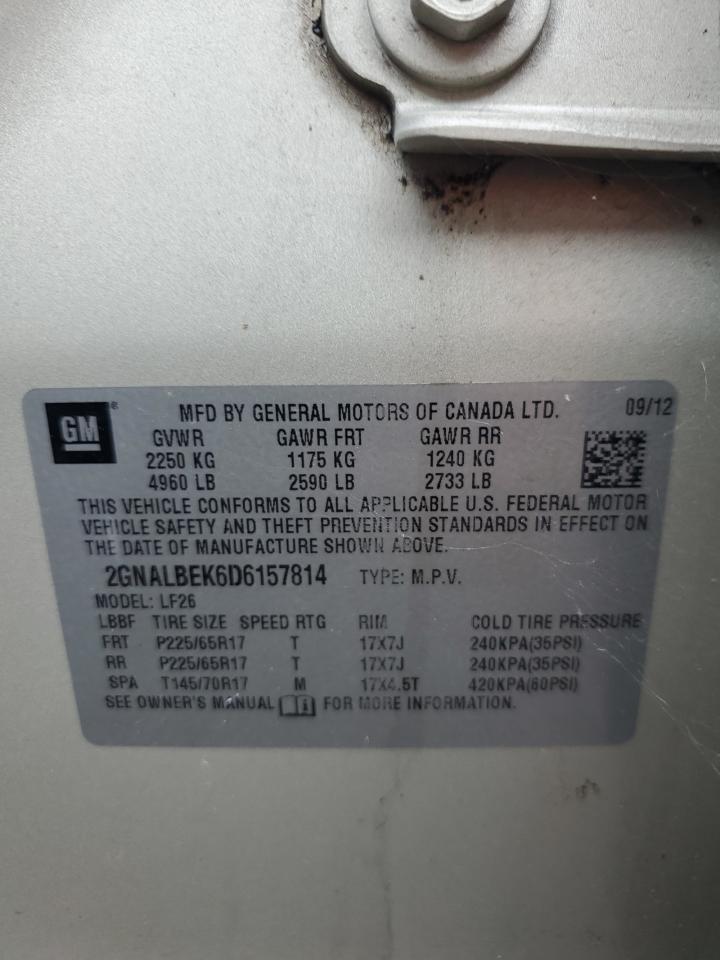 GM® MFD BY GENERAL MOTORS OF CANADA LTD. 09/12
GVWR GAWR FRT GAWR RR
2250 KG 1175 KG 1240 KG
4960 LB 2590 LB 2733 LB
THIS VEHICLE CONFORMS TO ALL APPLICABLE U.S. FEDERAL MOTOR
VEHICLE SAFETY AND THEFT PREVENTION STANDARDS IN EFFECT ON
THE DATE OF MANUFACTURE SHOWN ABOVE.
2GNALBEK6D6157814 TYPE: M.P.V.
MODEL: LF26
LBBF TIRE SIZE SPEED RTG RIM COLD TIRE PRESSURE
FRT P225/65R17 T 17X7J 240KPA(35PSI)
RR P225/65R17 T 17X7J 240KPA(35PSI)
SPA T145/70R17 M 17X4.5T 420KPA(60PSI)
SEE OWNER'S MANUAL FOR MORE INFORMATION.